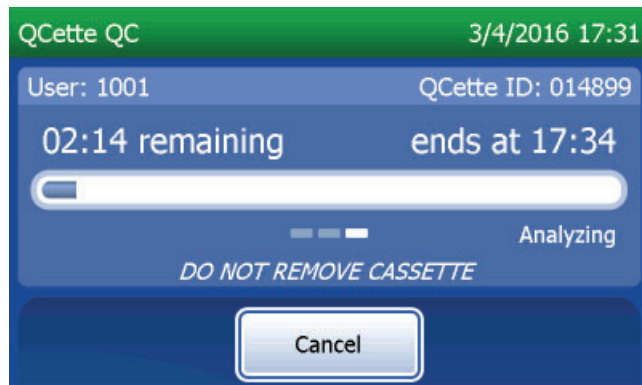 QCette QC 3/4/2016 17:31
User: 1001 QCette ID: 014899
02:14 remaining ends at 17:34
Analyzing
DO NOT REMOVE CASSETTE
Cancel